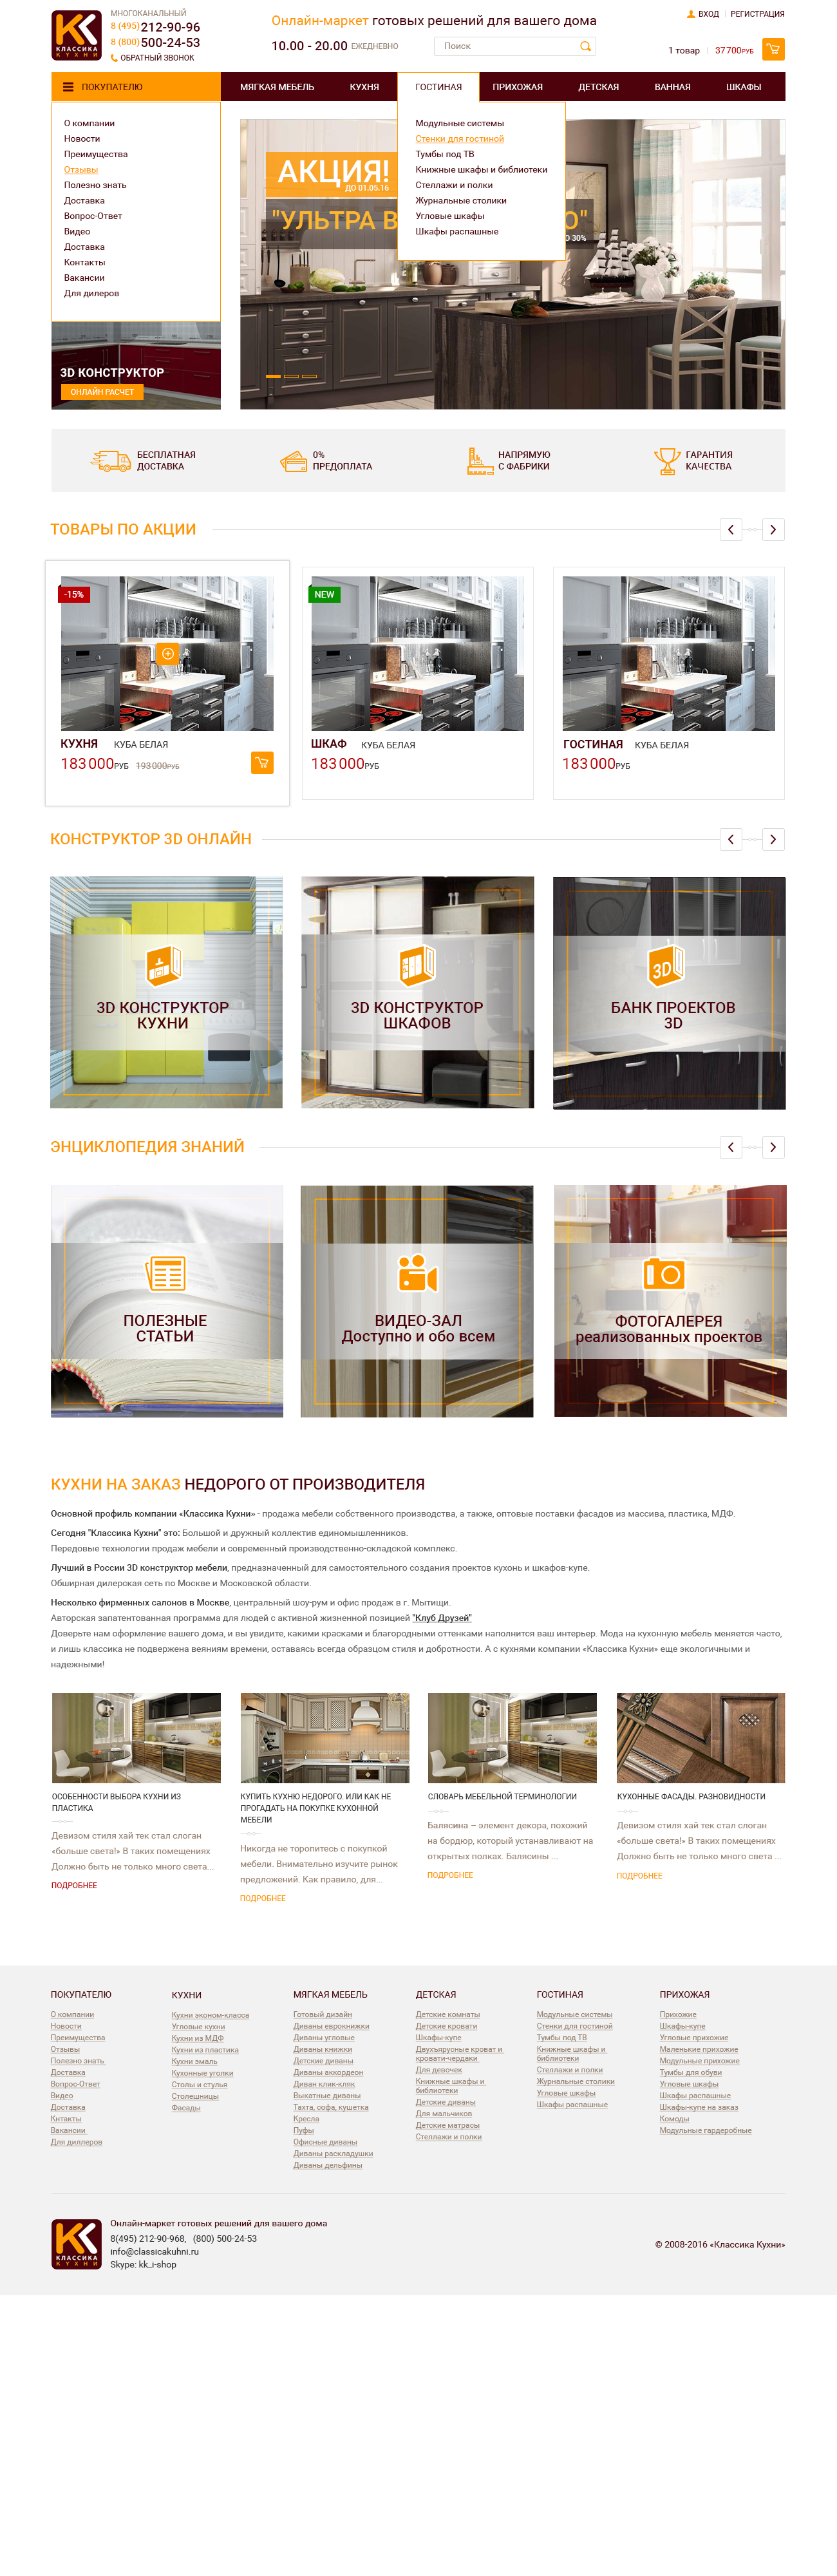 КЛАССИКА
КУХНИ
МНОГОКАНАЛЬНЫЙ
8 (495) 212-90-96
8 (800) 500-24-53
ОБРАТНЫЙ ЗВОНОК
Онлайн-маркет готовых решений для вашего дома
10.00 - 20.00 ЕЖЕДНЕВНО
Поиск
ВХОД
РЕГИСТРАЦИЯ
1 товар
37 700РУБ
ПОКУПАТЕЛЮ
МЯГКАЯ МЕБЕЛЬ
КУХНЯ
ГОСТИНАЯ
ПРИХОЖАЯ
ДЕТСКАЯ
ВАННАЯ
ШКАФЫ
О компании
Новости
Преимущества
Отзывы
Полезно знать
Доставка
Вопрос-Ответ
Видео
Доставка
Контакты
Вакансии
Для дилеров
Модульные системы
Стенки для гостиной
Тумбы под ТВ
Книжные шкафы и библиотеки
Стеллажи и полки
Журнальные столики
Угловые шкафы
Шкафы распашные
АКЦИЯ!
ДО 01.05.16
"УЛЬТРА В
О"
30%
3D КОНСТРУКТОР
ОНЛАЙН РАСЧЕТ
БЕСПЛАТНАЯ
ДОСТАВКА
0%
ПРЕДОПЛАТА
НАПРЯМУЮ
С ФАБРИКИ
ГАРАНТИЯ
КАЧЕСТВА
ТОВАРЫ ПО АКЦИИ
-15%
КУХНЯ КУБА БЕЛАЯ
183 000РУБ 193 000РУБ
NEW
ШКАФ КУБА БЕЛАЯ
183 000РУБ
ГОСТИНАЯ КУБА БЕЛАЯ
183 000РУБ
КОНСТРУКТОР 3D ОНЛАЙН
3D КОНСТРУКТОР
КУХНИ
3D КОНСТРУКТОР
ШКАФОВ
3D
БАНК ПРОЕКТОВ
3D
ЭНЦИКЛОПЕДИЯ ЗНАНИЙ
ПОЛЕЗНЫЕ
СТАТЬИ
ВИДЕО-ЗАЛ
Доступно и обо всем
ФОТОГАЛЕРЕЯ
реализованных проектов
КУХНИ НА ЗАКАЗ НЕДОРОГО ОТ ПРОИЗВОДИТЕЛЯ
Основной профиль компании «Классика Кухни» - продажа мебели собственного производства, а также, оптовые поставки фасадов из массива, пластика, МДФ.
Сегодня "Классика Кухни" это: Большой и дружный коллектив единомышленников.
Передовые технологии продаж мебели и современный производственно-складской комплекс.
Лучший в России 3D конструктор мебели, предназначенный для самостоятельного создания проектов кухонь и шкафов-купе.
Обширная дилерская сеть по Москве и Московской области.
Несколько фирменных салонов в Москве, центральный шоу-рум и офис продаж в г. Мытищи.
Авторская запатентованная программа для людей с активной жизненной позицией "Клуб Друзей"
Доверьте нам оформление вашего дома, и вы увидите, какими красками и благородными оттенками наполнится ваш интерьер. Мода на кухонную мебель меняется часто,
и лишь классика не подвержена веяниям времени, оставаясь всегда образцом стиля и добротности. А с кухнями компании «Классика Кухни» еще экологичными и
надежными!
ОСОБЕННОСТИ ВЫБОРА КУХНИ ИЗ
ПЛАСТИКА
Девизом стиля хай тек стал слоган
«больше света!» В таких помещениях
Должно быть не только много света...
ПОДРОБНЕЕ
КУПИТЬ КУХНЮ НЕДОРОГО. ИЛИ КАК НЕ
ПРОГАДАТЬ НА ПОКУПКЕ КУХОННОЙ
МЕБЕЛИ
Никогда не торопитесь с покупкой
мебели. Внимательно изучите рынок
предложений. Как правило, для...
ПОДРОБНЕЕ
СЛОВАРЬ МЕБЕЛЬНОЙ ТЕРМИНОЛОГИИ
Балясина – элемент декора, похожий
на бордюр, который устанавливают на
открытых полках. Балясины ...
ПОДРОБНЕЕ
КУХОННЫЕ ФАСАДЫ. РАЗНОВИДНОСТИ
Девизом стиля хай тек стал слоган
«больше света!» В таких помещениях
Должно быть не только много света ...
ПОДРОБНЕЕ
ПОКУПАТЕЛЮ
О компании
Новости
Преимущества
Отзывы
Полезно знать
Доставка
Вопрос-Ответ
Видео
Доставка
Кнтакты
Вакансии
Для диллеров
КУХНИ
Кухни эконом-класса
Угловые кухни
Кухни из МДФ
Кухни из пластика
Кухни эмаль
Кухонные уголки
Столы и стулья
Столешницы
Фасады
МЯГКАЯ МЕБЕЛЬ
Готовый дизайн
Диваны еврокнижки
Диваны угловые
Диваны книжки
Детские диваны
Диваны аккордеон
Диван клик-кляк
Выкатные диваны
Тахта, софа, кушетка
Кресла
Пуфы
Офисные диваны
Диваны раскладушки
Диваны дельфины
ДЕТСКАЯ
Детские комнаты
Детские кровати
Шкафы-купе
Двухъярусные кроват и
кровати-чердаки
Для девочек
Книжные шкафы и
библиотеки
Детские диваны
Для мальчиков
Детские матрасы
Стеллажи и полки
ГОСТИНАЯ
Модульные системы
Стенки для гостиной
Тумбы под ТВ
Книжные шкафы и
библиотеки
Стеллажи и полки
Журнальные столики
Угловые шкафы
Шкафы распашные
ПРИХОЖАЯ
Прихожие
Шкафы-купе
Угловые прихожие
Маленькие прихожие
Модульные прихожие
Тумбы для обуви
Угловые шкафы
Шкафы распашные
Шкафы-купе на заказ
Комоды
Модульные гардеробные
КЛАССИКА
КУХНИ
Онлайн-маркет готовых решений для вашего дома
8(495) 212-90-968, (800) 500-24-53
info@classicakuhni.ru
Skype: kk_i-shop
© 2008-2016 «Классика Кухни»